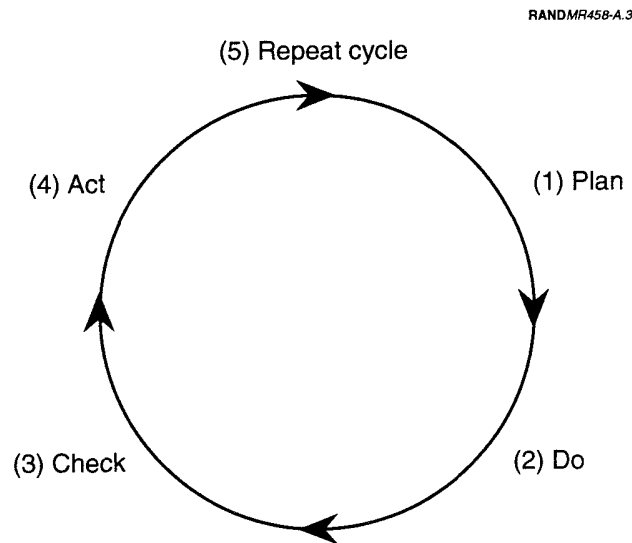 RANDMR458-A.3
(5) Repeat cycle
(4) Act
(1) Plan
(3) Check
(2) Do